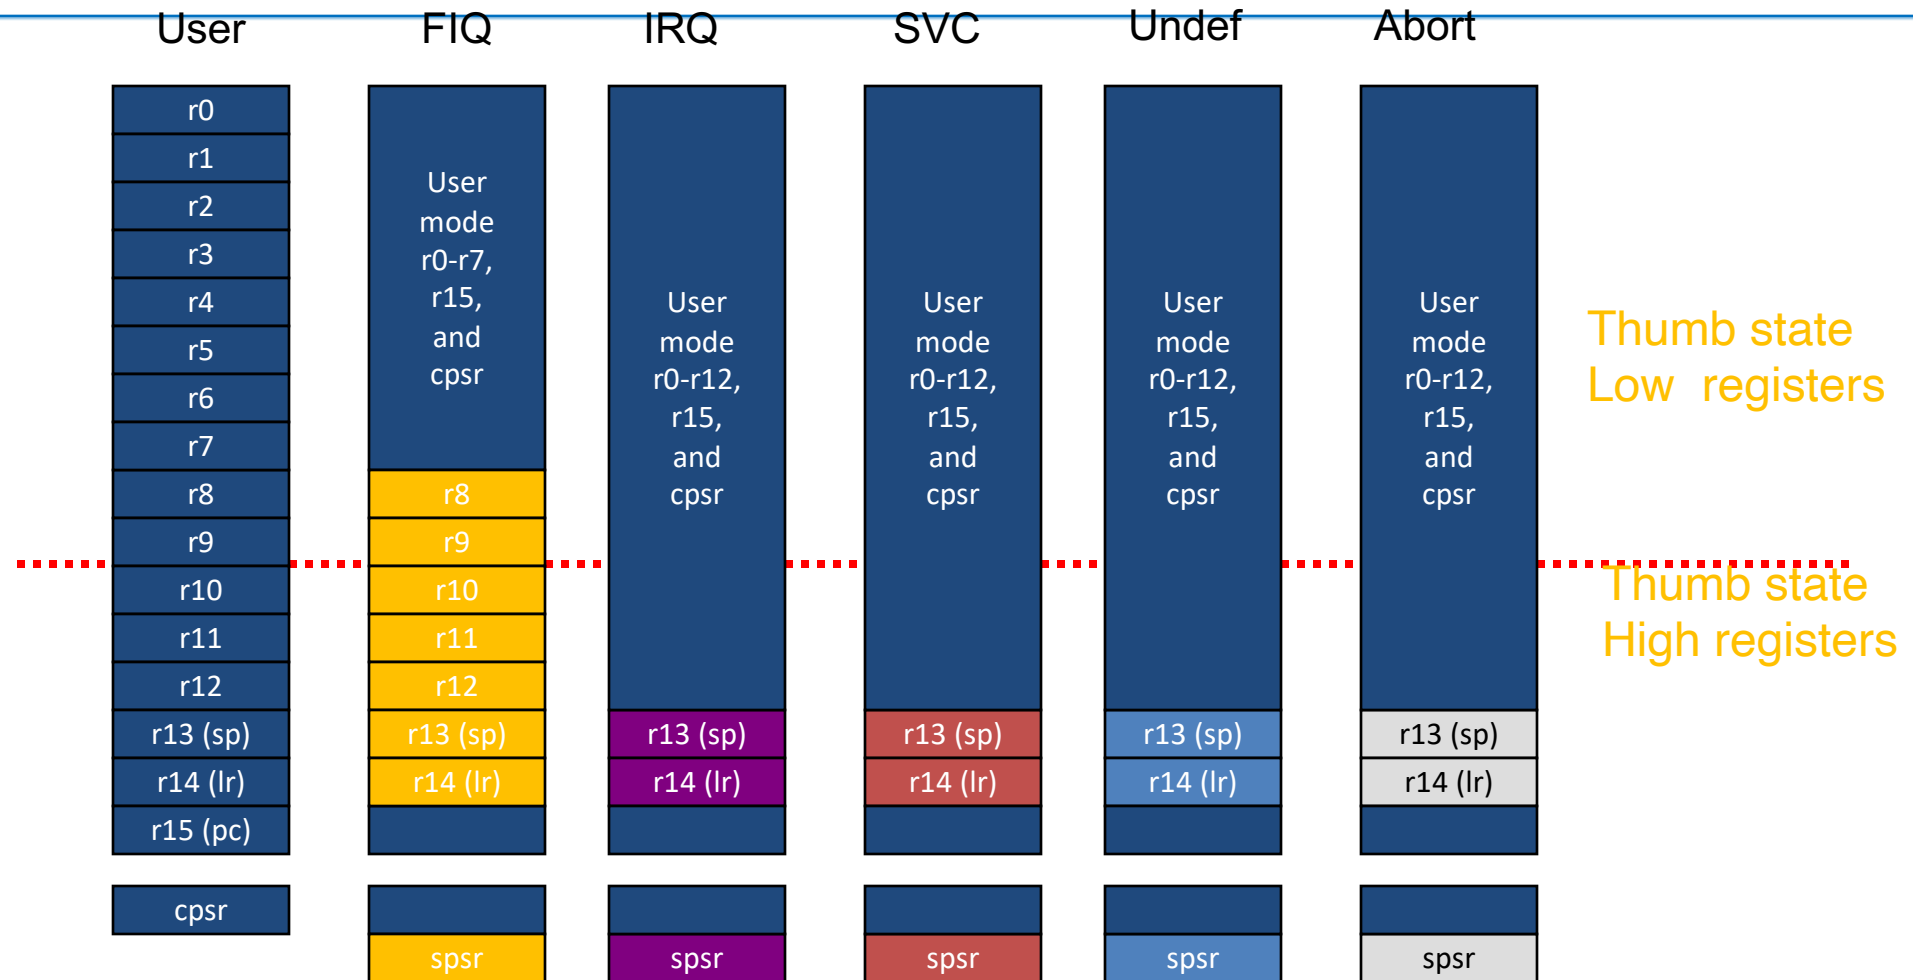 User
FIQ
IRQ
SVC
Undef
Abort
r0
r1
r2
r3
r4
r5
r6
r7
r8
r9
r10
r11
r12
r13 (sp)
r14 (lr)
r15 (pc)
cpsr
User
mode
r0-r7,
r15,
and
cpsr
r8
r9
r10
r11
r12
r13 (sp)
r14 (lr)
spsr
User
mode
r0-r12,
r15,
and
cpsr
r13 (sp)
r14 (lr)
spsr
User
mode
r0-r12,
r15,
and
cpsr
r13 (sp)
r14 (lr)
spsr
User
mode
r0-r12,
r15,
and
cpsr
r13 (sp)
r14 (lr)
spsr
User
mode
r0-r12,
r15,
and
cpsr
r13 (sp)
r14 (lr)
spsr
Thumb state
Low registers
Thumb state
High registers